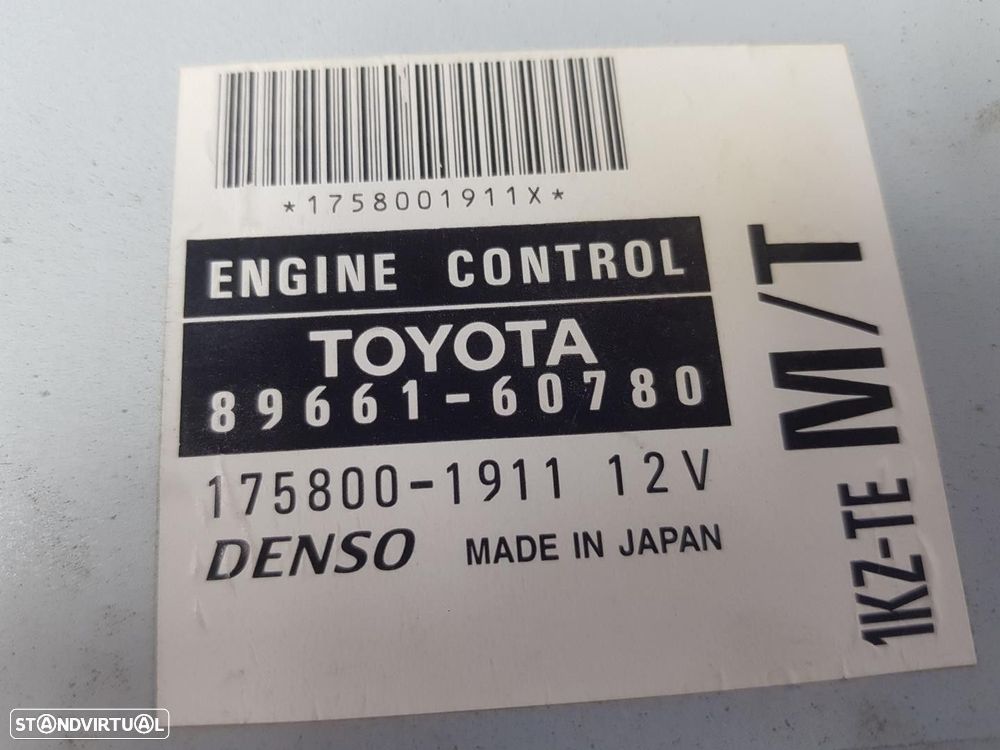 *1758001911X*
ENGINE CONTROL
TOYOTA
89661-60780
175800-1911 12V
DENSO MADE IN JAPAN
1KZ-TE M/T
STANDVIRTUAL